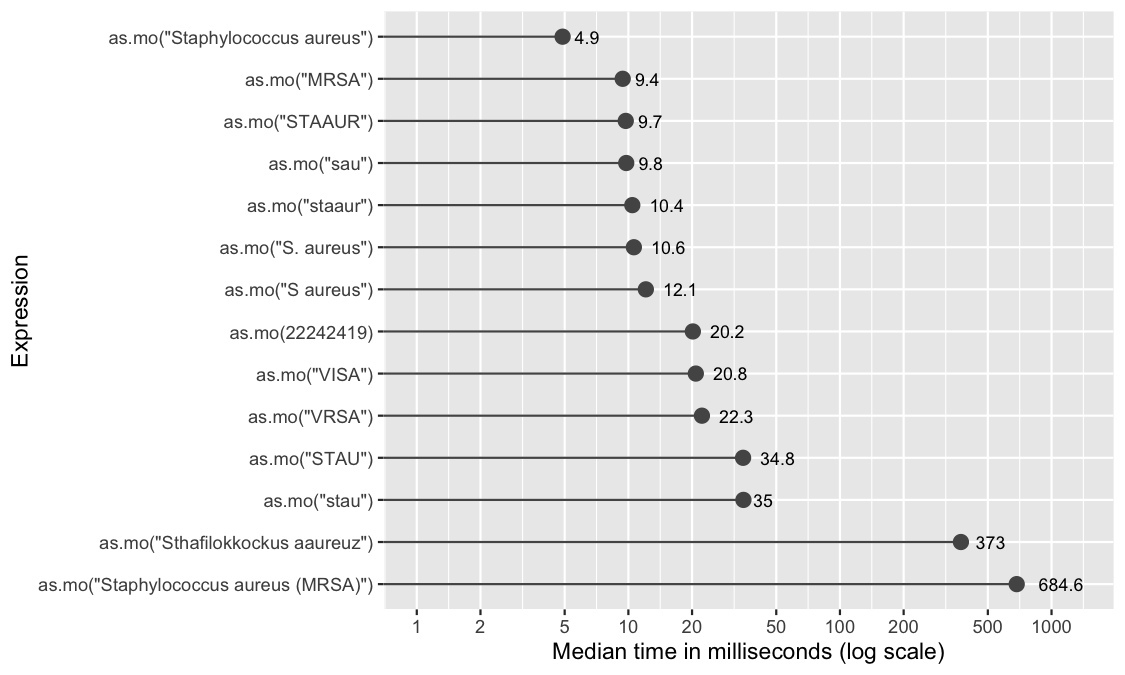 as.mo("Staphylococcus aureus") 4.9
as.mo("MRSA") 9.4
as.mo("STAAUR") 9.7
as.mo("sau") 9.8
as.mo("staaur") 10.4
as.mo("S. aureus") 10.6
as.mo("S aureus") 12.1
as.mo(22242419) 20.2
as.mo("VISA") 20.8
as.mo("VRSA") 22.3
as.mo("STAU") 34.8
as.mo("stau") 35
as.mo("Sthafilokkockus aaureuz") 373
as.mo("Staphylococcus aureus (MRSA)") 684.6
Expression
1 2 5 10 20 50 100 200 500 1000
Median time in milliseconds (log scale)